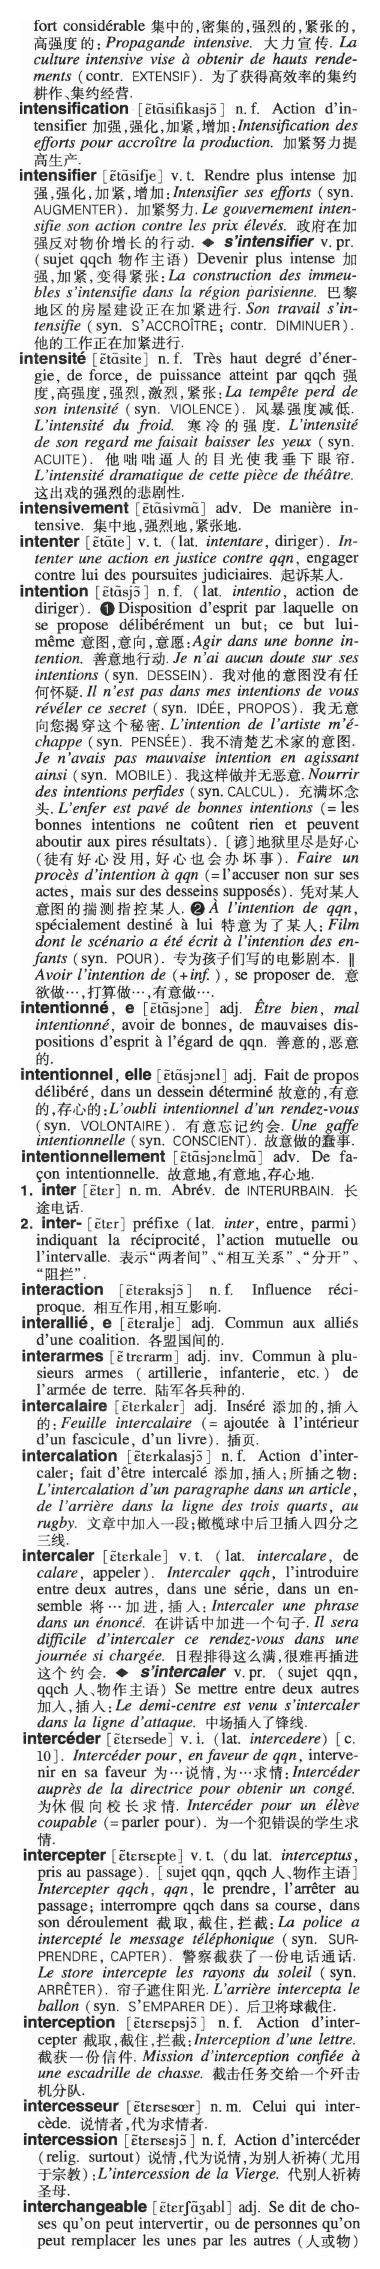 fort considérable 集中的,密集的,强烈的,紧张的,
高强度的: Propagande intensive. 大力宣传. La
culture intensive vise à obtenir de hauts rende-
ments (contr. EXTENSIF). 为了获得高效率的集约
耕作、集约经营.
intensification [ɛ̃tɑ̃sifikasjɔ̃] n. f. Action d'in-
tensifier 加强,强化,加紧,增加:Intensification des
efforts pour accroître la production. 加紧努力提
高生产.
intensifier [ɛ̃tɑ̃sifje] v. t. Rendre plus intense 加
强,强化,加紧,增加: Intensifier ses efforts (syn.
AUGMENTER). 加紧努力. Le gouvernement inten-
sifie son action contre les prix élevés. 政府在加
强反对物价增长的行动. ◆ s'intensifier v. pr.
(sujet qqch 物作主语) Devenir plus intense 加
强,加紧,变得紧张: La construction des immeu-
bles s'intensifie dans la région parisienne. 巴黎
地区的房屋建设正在加紧进行. Son travail s'in-
tensifie (syn. S'ACCROÎTRE; contr. DIMINUER).
他的工作正在加紧进行.
intensité [ɛ̃tɑ̃site] n. f. Très haut degré d'éner-
gie, de force, de puissance atteint par qqch 强
度,高强度,强烈,激烈,紧张: La tempête perd de
son intensité (syn. VIOLENCE). 风暴强度减低.
L'intensité du froid. 寒冷的强度. L'intensité
de son regard me faisait baisser les yeux (syn.
ACUITE). 他咄咄逼人的目光使我垂下眼帘.
L'intensité dramatique de cette pièce de théâtre.
这出戏的强烈的悲剧性.
intensivement [ɛ̃tɑ̃sivmɑ̃] adv. De manière in-
tensive. 集中地,强烈地,紧张地.
intenter [ɛ̃tɑ̃te] v. t. (lat. intentare, diriger). In-
tenter une action en justice contre qqn, engager
contre lui des poursuites judiciaires. 起诉某人.
intention [ɛ̃tɑ̃sjɔ̃] n. f. (lat. intentio, action de
diriger). ❶ Disposition d'esprit par laquelle on
se propose délibérément un but; ce but lui-
même 意图,意向,意愿:Agir dans une bonne in-
tention. 善意地行动. Je n'ai aucun doute sur ses
intentions (syn. DESSEIN). 我对他的意图没有任
何怀疑. Il n'est pas dans mes intentions de vous
révéler ce secret (syn. IDÉE, PROPOS). 我无意
向您揭穿这个秘密. L'intention de l'artiste m'é-
chappe (syn. PENSÉE). 我不清楚艺术家的意图.
Je n'avais pas mauvaise intention en agissant
ainsi (syn. MOBILE). 我这样做并无恶意. Nourrir
des intentions perfides (syn. CALCUL). 充满坏念
头. L'enfer est pavé de bonnes intentions (= les
bonnes intentions ne coûtent rien et peuvent
aboutir aux pires résultats). 〔谚〕地狱里尽是好心
(徒有好心没用,好心也会办坏事). Faire un
procès d'intention à qqn (=l'accuser non sur ses
actes, mais sur des desseins supposés). 凭对某人
意图的揣测指控某人. ❷ À l'intention de qqn,
spécialement destiné à lui 特意为了某人: Film
dont le scénario a été écrit à l'intention des en-
fants (syn. POUR). 专为孩子们写的电影剧本. ‖
Avoir l'intention de (+inf.), se proposer de. 意
欲做…,打算做…,有意做….
intentionné, e [ɛ̃tɑ̃sjɔne] adj. Être bien, mal
intentionné, avoir de bonnes, de mauvaises dis-
positions d'esprit à l'égard de qqn. 善意的,恶意
的.
intentionnel, elle [ɛ̃tɑ̃sjɔnɛl] adj. Fait de propos
délibéré, dans un dessein déterminé 故意的,有意
的,存心的:L'oubli intentionnel d'un rendez-vous
(syn. VOLONTAIRE). 有意忘记约会. Une gaffe
intentionnelle (syn. CONSCIENT). 故意做的蠢事.
intentionnellement [ɛ̃tɑ̃sjɔnɛlmɑ̃] adv. De fa-
çon intentionnelle. 故意地,有意地,存心地.
1. inter [ɛ̃tɛr] n. m. Abrév. de INTERURBAIN. 长
途电话.
2. inter- [ɛ̃tɛr] préfixe (lat. inter, entre, parmi)
indiquant la réciprocité, l'action mutuelle ou
l'intervalle. 表示“两者间”、“相互关系”、“分开”、
“阻拦”.
interaction [ɛ̃tɛraksjɔ̃] n. f. Influence réci-
proque. 相互作用,相互影响.
interallié, e [ɛ̃tɛralje] adj. Commun aux alliés
d'une coalition. 各盟国间的.
interarmes [ɛ̃trɛrarm] adj. inv. Commun à plu-
sieurs armes (artillerie, infanterie, etc.) de
l'armée de terre. 陆军各兵种的.
intercalaire [ɛ̃tɛrkalɛr] adj. Inséré 添加的,插入
的: Feuille intercalaire (= ajoutée à l'intérieur
d'un fascicule, d'un livre). 插页.
intercalation [ɛ̃tɛrkalasjɔ̃] n. f. Action d'inter-
caler; fait d'être intercalé 添加,插入;所插之物:
L'intercalation d'un paragraphe dans un article,
de l'arrière dans la ligne des trois quarts, au
rugby. 文章中加入一段;橄榄球中后卫插入四分之
三线.
intercaler [ɛ̃tɛrkale] v. t. (lat. intercalare, de
calare, appeler). Intercaler qqch, l'introduire
entre deux autres, dans une série, dans un en-
semble 将…加进,插入: Intercaler une phrase
dans un énoncé. 在讲话中加进一个句子. Il sera
difficile d'intercaler ce rendez-vous dans une
journée si chargée. 日程排得这么满,很难再插进
这个约会. ◆ s'intercaler v. pr. (sujet qqn,
qqch 人、物作主语) Se mettre entre deux autres
加入,插入: Le demi-centre est venu s'intercaler
dans la ligne d'attaque. 中场插入了锋线.
intercéder [ɛ̃tɛrsede] v. i. (lat. intercedere) [c.
10]. Intercéder pour, en faveur de qqn, interve-
nir en sa faveur 为…说情,为…求情: Intercéder
auprès de la directrice pour obtenir un congé.
为休假向校长求情. Intercéder pour un élève
coupable (=parler pour). 为一个犯错误的学生求
情.
intercepter [ɛ̃tɛrsɛpte] v. t. (du lat. interceptus,
pris au passage). [sujet qqn, qqch 人、物作主语]
Intercepter qqch, qqn, le prendre, l'arrêter au
passage; interrompre qqch dans sa course, dans
son déroulement 截取,截住,拦截: La police a
intercepté le message téléphonique (syn. SUR-
PRENDRE, CAPTER). 警察截获了一份电话通话.
Le store intercepte les rayons du soleil (syn.
ARRÊTER). 帘子遮住阳光. L'arrière intercepta le
ballon (syn. S'EMPARER DE). 后卫将球截住.
interception [ɛ̃tɛrsɛpsjɔ̃] n. f. Action d'inter-
cepter 截取,截住,拦截:Interception d'une lettre.
截获一份信件. Mission d'interception confiée à
une escadrille de chasse. 截击任务交给一个歼击
机分队.
intercesseur [ɛ̃tɛrsɛsœr] n. m. Celui qui inter-
cède. 说情者,代为求情者.
intercession [ɛ̃tɛrsɛsjɔ̃] n. f. Action d'intercéder
(relig. surtout) 说情,代为说情,为别人祈祷(尤用
于宗教):L'intercession de la Vierge. 代别人祈祷
圣母.
interchangeable [ɛ̃tɛrʃɑ̃ʒabl] adj. Se dit de cho-
ses qu'on peut intervertir, ou de personnes qu'on
peut remplacer les unes par les autres (人或物)